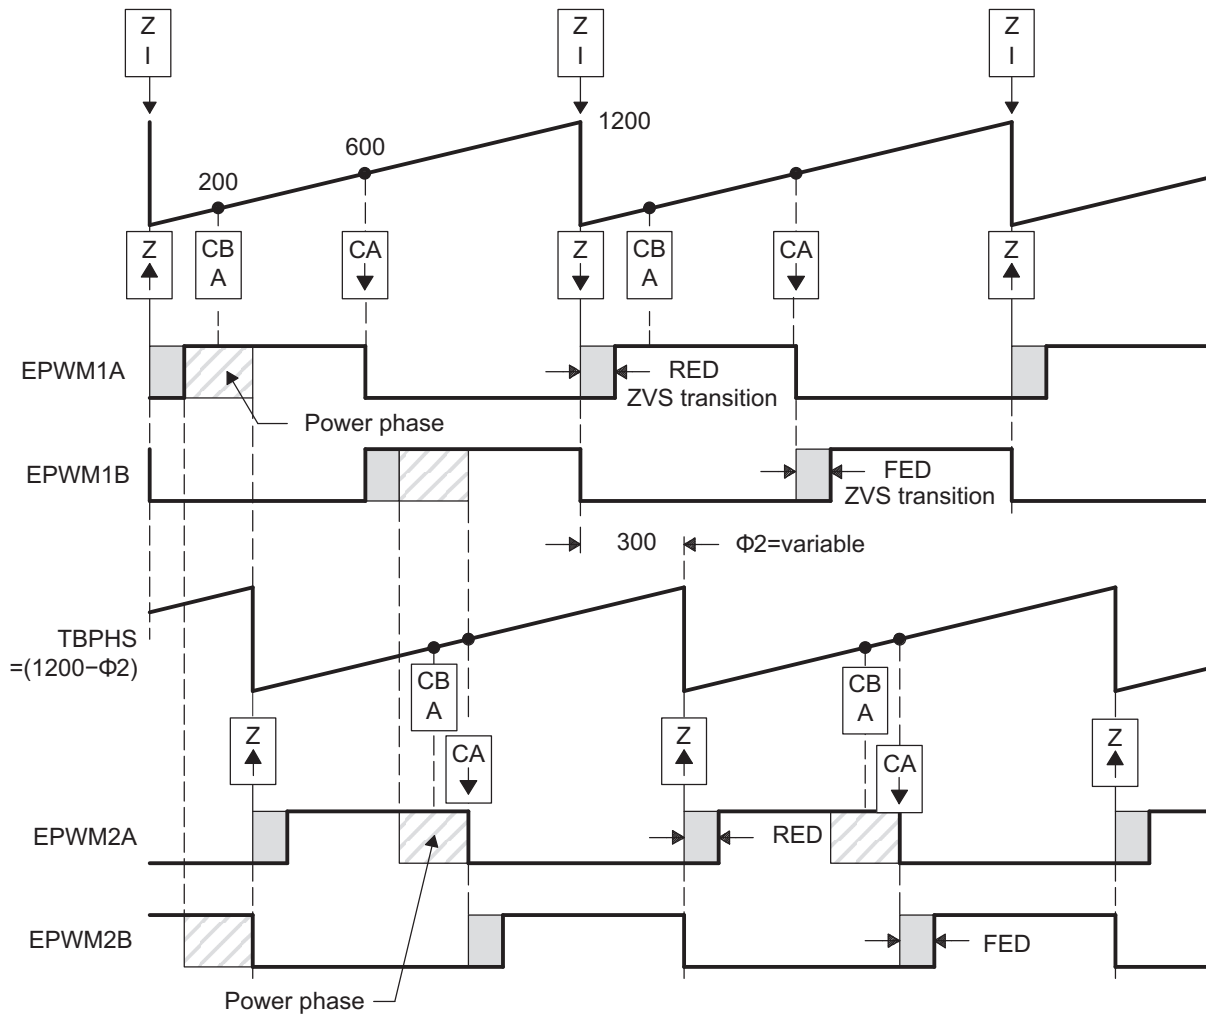 Z
I
Z
I
Z
I
1200
600
200
Z
CB
A
CA
Z
CB
A
CA
Z
EPWM1A
RED
ZVS transition
Power phase
EPWM1B
FED
ZVS transition
300
Φ2=variable
TBPHS
=(1200−Φ2)
CB
A
CB
A
Z
CA
Z
CA
Z
EPWM2A
RED
EPWM2B
FED
Power phase